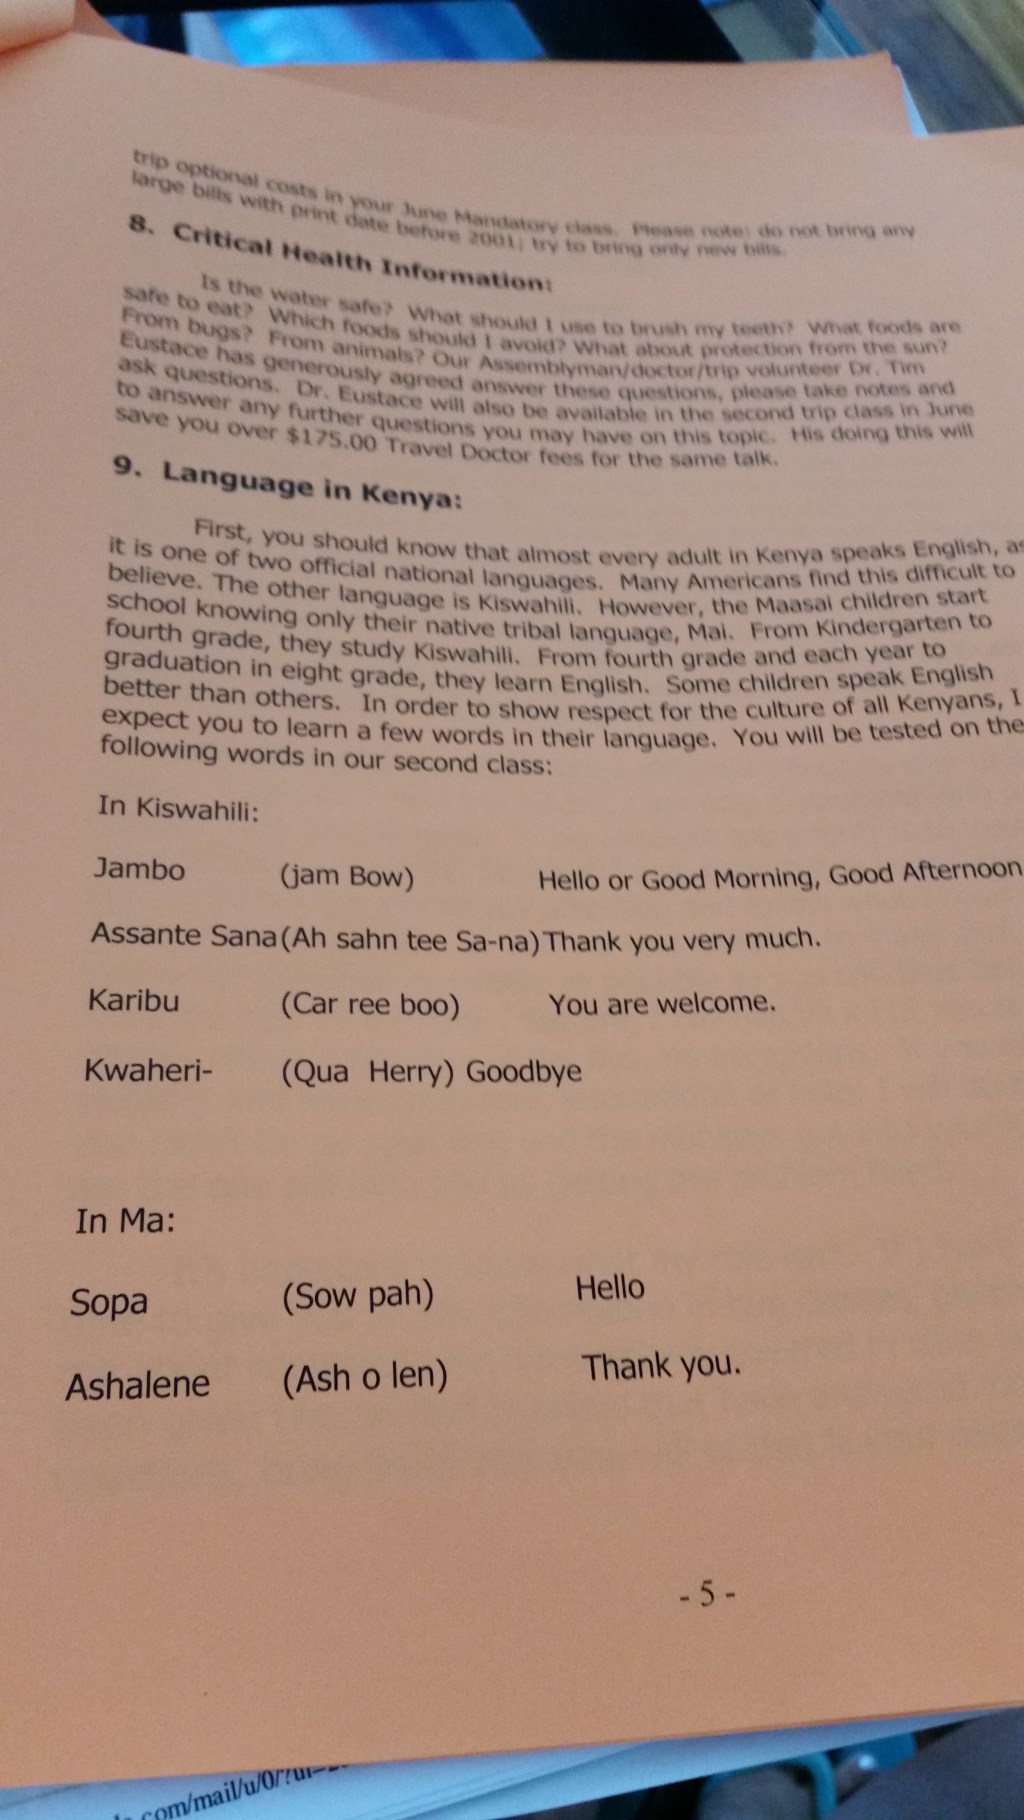 trip optional costs in your June Mandatory class. Please note: do not bring any
large bills with print date before 2001; try to bring only new bills.
8. Critical Health Information:
Is the water safe? What should I use to brush my teeth? What foods are
safe to eat? Which foods should I avoid? What about protection from the sun?
From bugs? From animals? Our Assemblyman/doctor/trip volunteer Dr. Tim
Eustace has generously agreed answer these questions, please take notes and
ask questions. Dr. Eustace will also be available in the second trip class in June
to answer any further questions you may have on this topic. His doing this will
save you over $175.00 Travel Doctor fees for the same talk.
9. Language in Kenya:
First, you should know that almost every adult in Kenya speaks English, as
it is one of two official national languages. Many Americans find this difficult to
believe. The other language is Kiswahili. However, the Maasai children start
school knowing only their native tribal language, Mai. From Kindergarten to
fourth grade, they study Kiswahili. From fourth grade and each year to
graduation in eight grade, they learn English. Some children speak English
better than others. In order to show respect for the culture of all Kenyans, I
expect you to learn a few words in their language. You will be tested on the
following words in our second class:
In Kiswahili:
Jambo (jam Bow) Hello or Good Morning, Good Afternoon
Assante Sana (Ah sahn tee Sa-na) Thank you very much.
Karibu (Car ree boo) You are welcome.
Kwaheri- (Qua Herry) Goodbye
In Ma:
Sopa (Sow pah) Hello
Ashalene (Ash o len) Thank you.
- 5 -
.com/mail/u/0/?ui=2